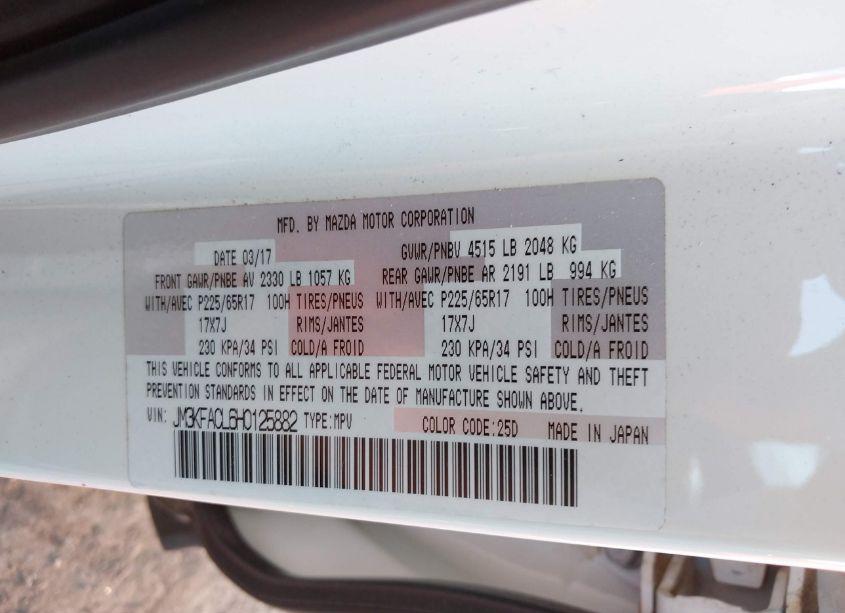 MFD. BY MAZDA MOTOR CORPORATION
DATE 03/17 GVWR/PNBV 4515 LB 2048 KG
FRONT GAWR/PNBE AV 2330 LB 1057 KG REAR GAWR/PNBE AR 2191 LB 994 KG
WITH/AVEC P225/65R17 100H TIRES/PNEUS WITH/AVEC P225/65R17 100H TIRES/PNEUS
17X7J RIMS/JANTES 17X7J RIMS/JANTES
230 KPA/34 PSI COLD/A FROID 230 KPA/34 PSI COLD/A FROID
THIS VEHICLE CONFORMS TO ALL APPLICABLE FEDERAL MOTOR VEHICLE SAFETY AND THEFT
PREVENTION STANDARDS IN EFFECT ON THE DATE OF MANUFACTURE SHOWN ABOVE.
VIN: JM3KFACL6H0125882 TYPE:MPV COLOR CODE:25D MADE IN JAPAN